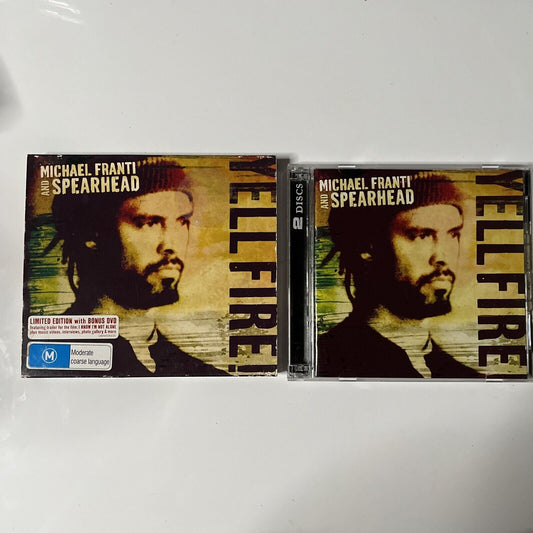 MICHAEL FRANTI
AND SPEARHEAD
YELL FIRE!
LIMITED EDITION with BONUS DVD
featuring trailer for the film: I KNOW I'M NOT ALONE
plus music videos, interviews, photo gallery & more
M
Moderate
coarse language
2 DISCS
MICHAEL FRANTI
AND SPEARHEAD
YELL FIRE!